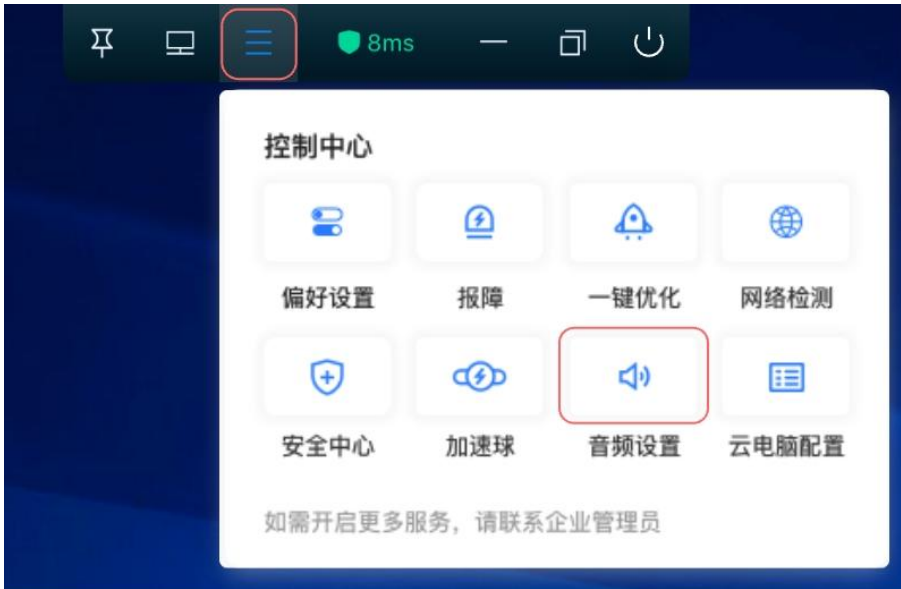 8ms
控制中心
偏好设置 报障 一键优化 网络检测
安全中心 加速球 音频设置 云电脑配置
如需开启更多服务，请联系企业管理员